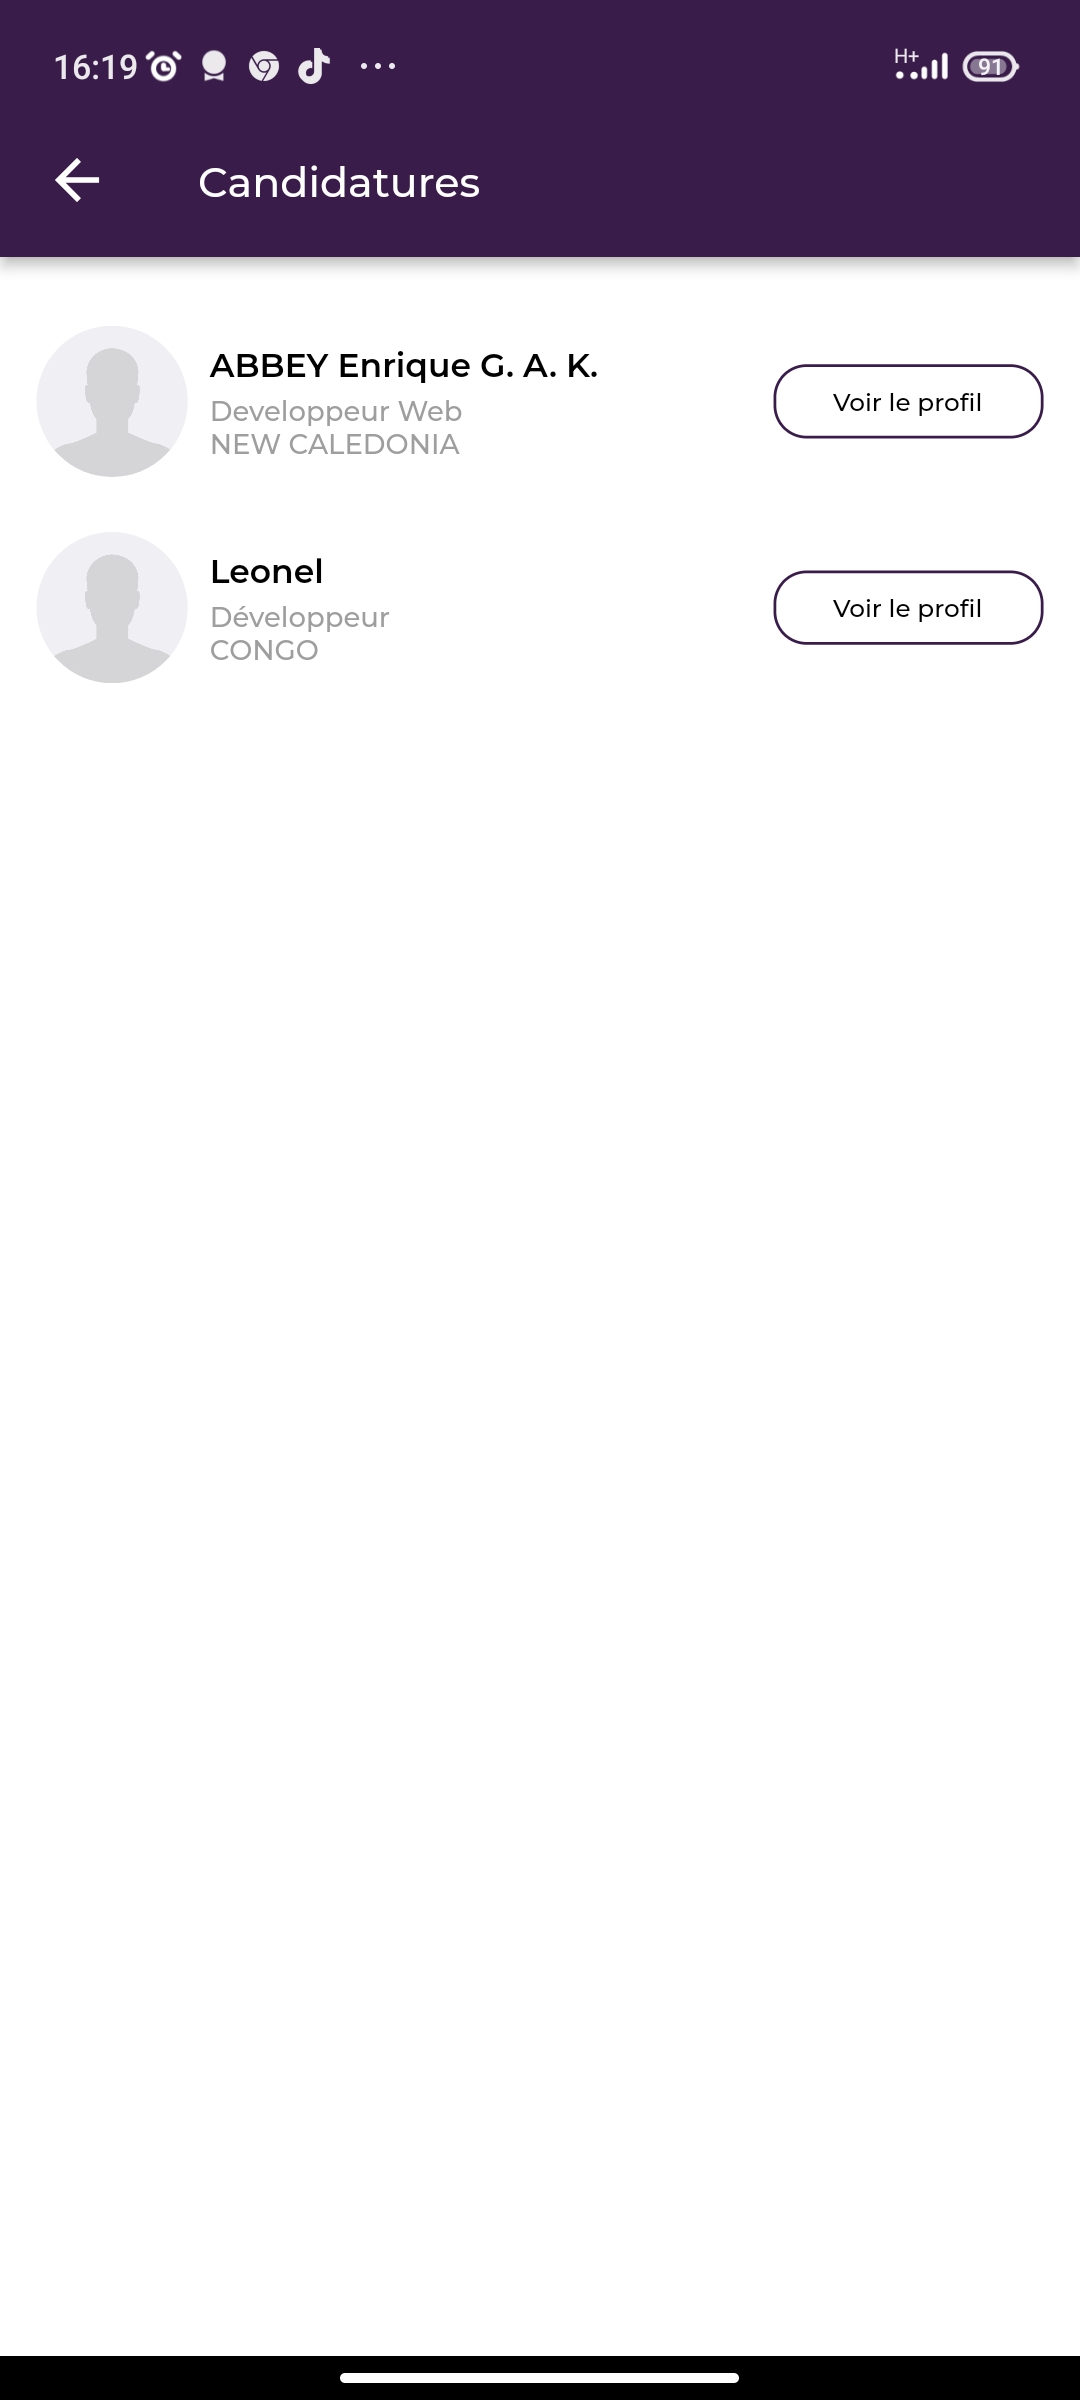 16:19
H+
91
Candidatures
ABBEY Enrique G. A. K.
Developpeur Web
NEW CALEDONIA
Voir le profil
Leonel
Développeur
CONGO
Voir le profil